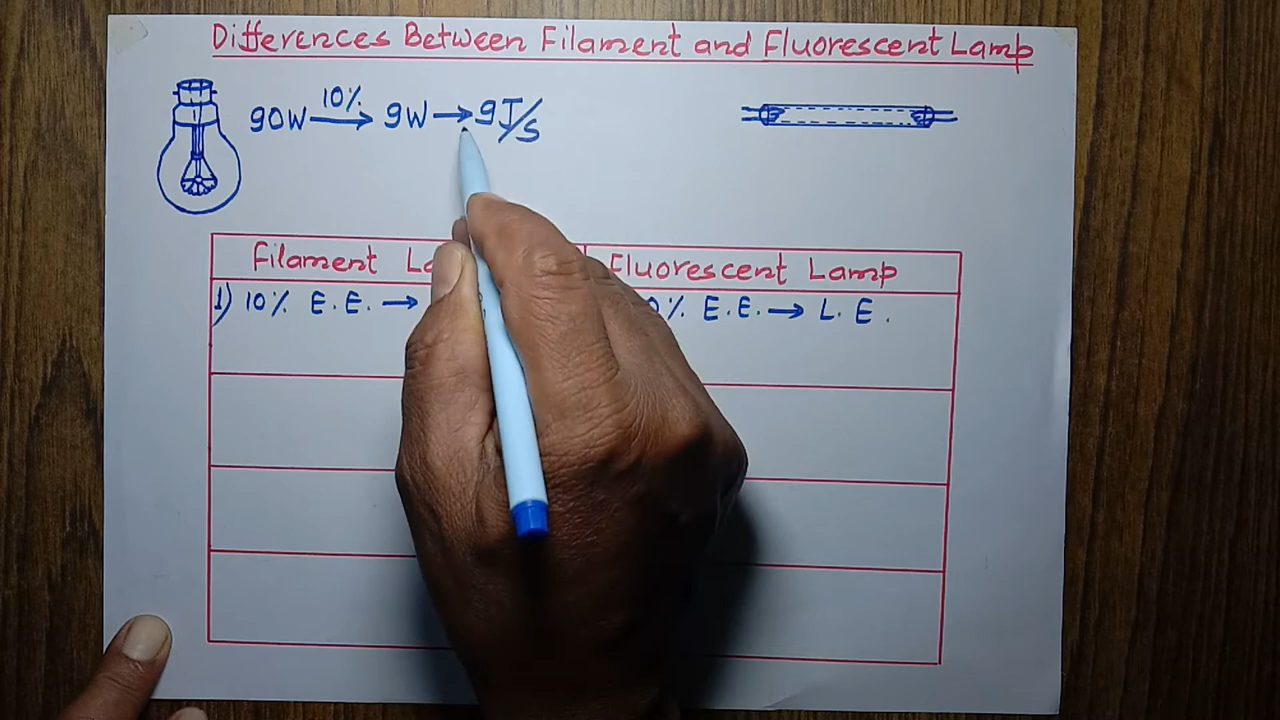 Differences Between Filament and Fluorescent Lamp
90W 10% → 9W → 9J/s
Filament Fluorescent Lamp
1) 10% E.E. → % E.E. → L.E.